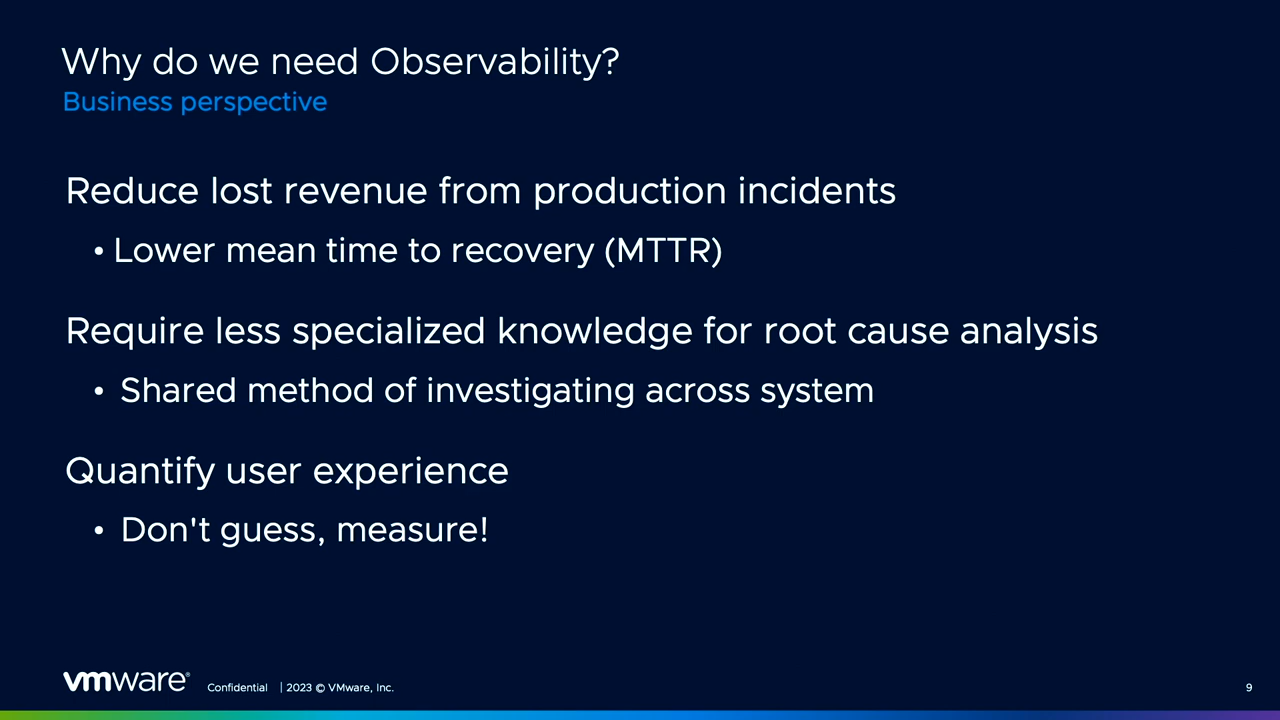 Why do we need Observability?
Business perspective
Reduce lost revenue from production incidents
• Lower mean time to recovery (MTTR)
Require less specialized knowledge for root cause analysis
• Shared method of investigating across system
Quantify user experience
• Don't guess, measure!
vmware® Confidential | 2023 © VMware, Inc. 9